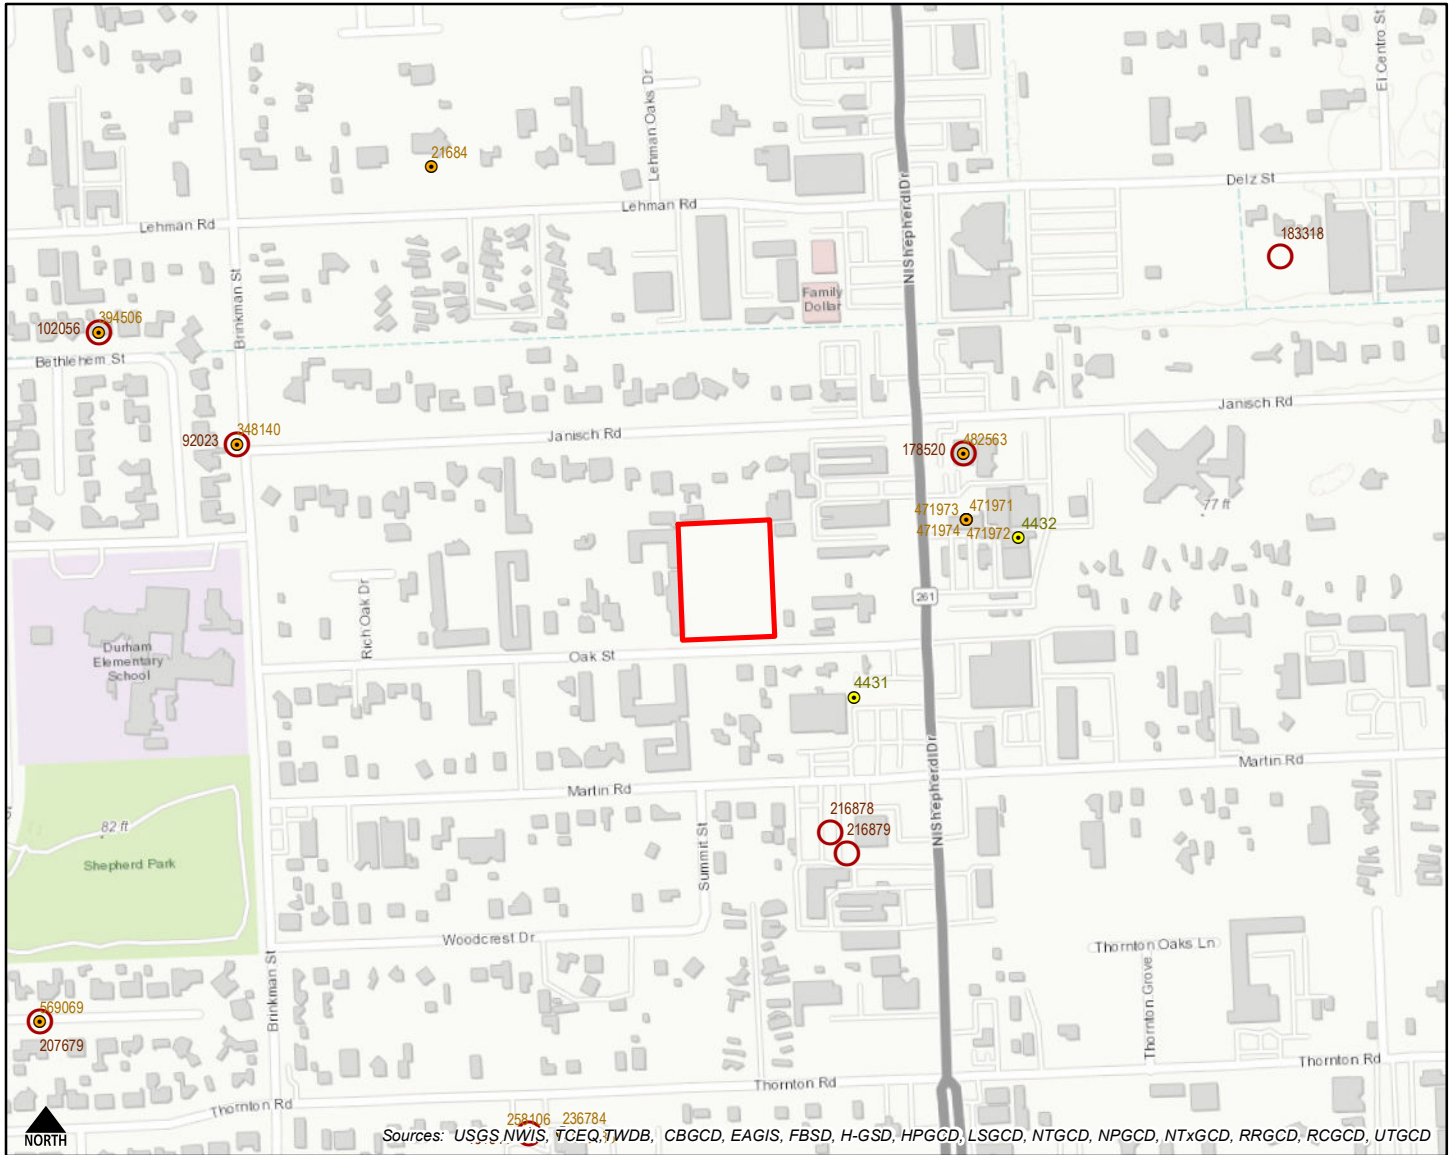 El Centro St
Lehman Oaks Dr
21684
Delz St
N Shepherd Dr
Lehman Rd
Lehman Rd
183318
Brinkman St
Family
Dollar
394506
102056
Bethlehem St
Janisch Rd
348140
92023
Janisch Rd
482563
178520
77 ft
471973
471971
4432
471974
471972
261
Rich Oak Dr
Durham
Elementary
School
Oak St
4431
N Shepherd Dr
Martin Rd
Martin Rd
216878
216879
82 ft
Shepherd Park
Summit St
Woodcrest Dr
Thornton Oaks Ln
Brinkman St
Thornton Grove
569069
207679
Thornton Rd
Thornton Rd
Thornton Rd
258106
236784
NORTH
Sources: USGS NWIS, TCEQ,TWDB, CBGCD, EAGIS, FBSD, H-GSD, HPGCD, LSGCD, NTGCD, NPGCD, NTxGCD, RRGCD, RCGCD, UTGCD